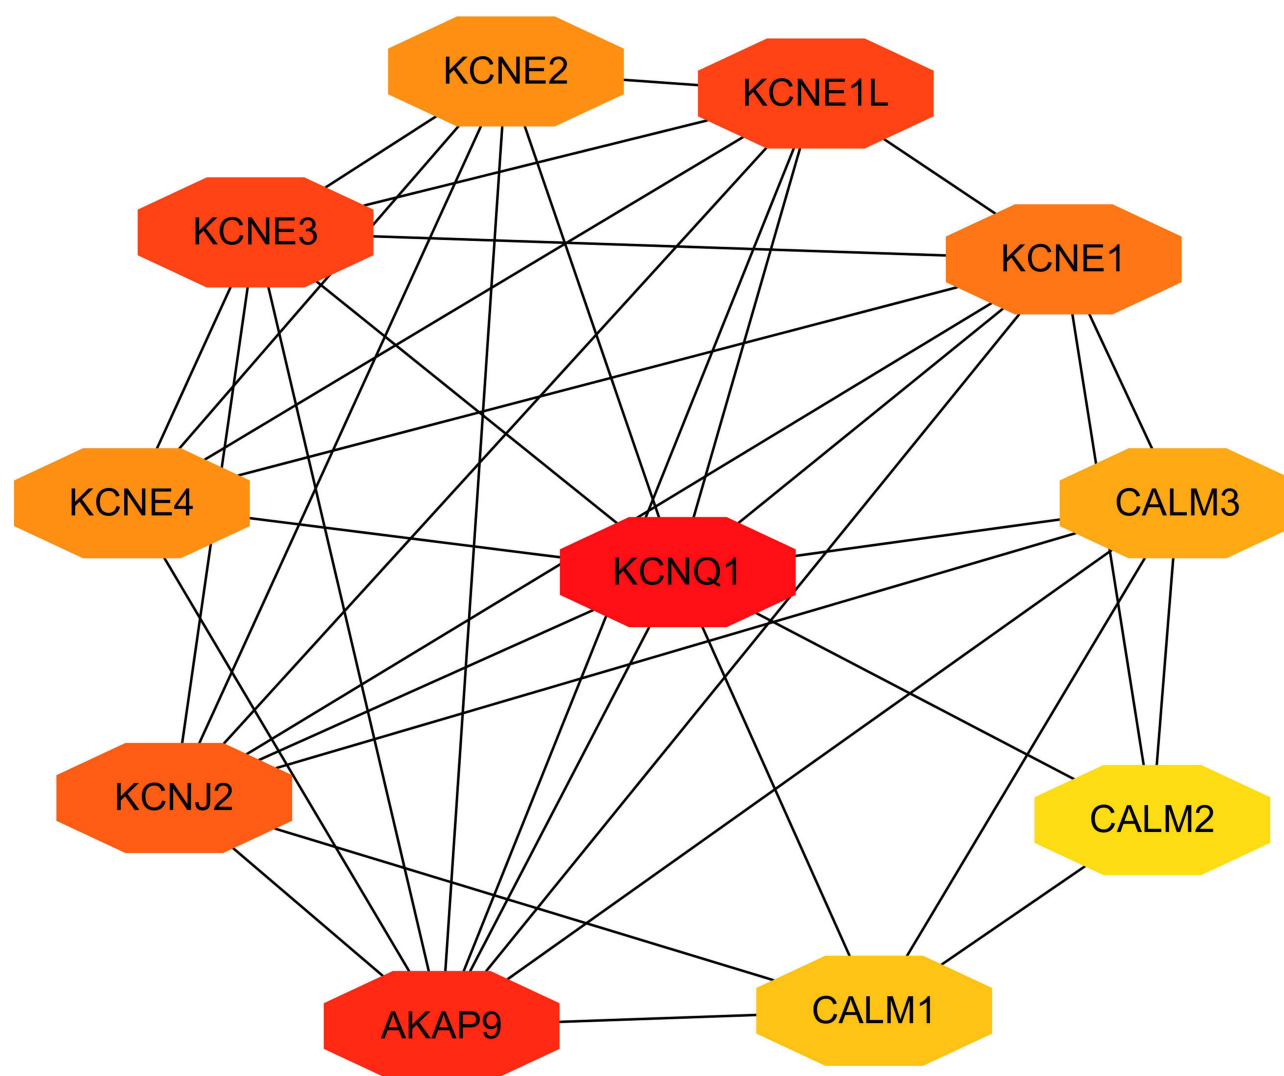 KCNE2
KCNE1L
KCNE3
KCNE1
KCNE4
CALM3
KCNQ1
KCNJ2
CALM2
CALM1
AKAP9